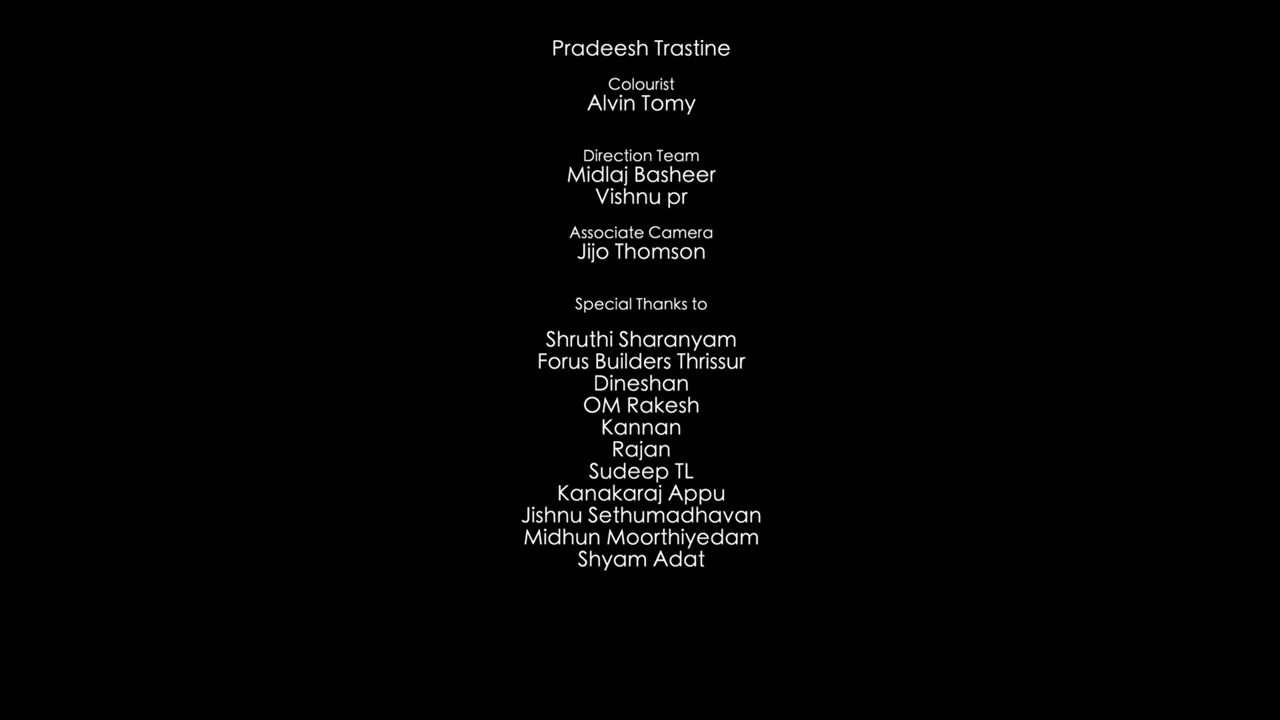 Pradeesh Trastine
Colourist
Alvin Tomy
Direction Team
Midlaj Basheer
Vishnu pr
Associate Camera
Jijo Thomson
Special Thanks to
Shruthi Sharanyam
Forus Builders Thrissur
Dineshan
OM Rakesh
Kannan
Rajan
Sudeep TL
Kanakaraj Appu
Jishnu Sethumadhavan
Midhun Moorthiyedam
Shyam Adat